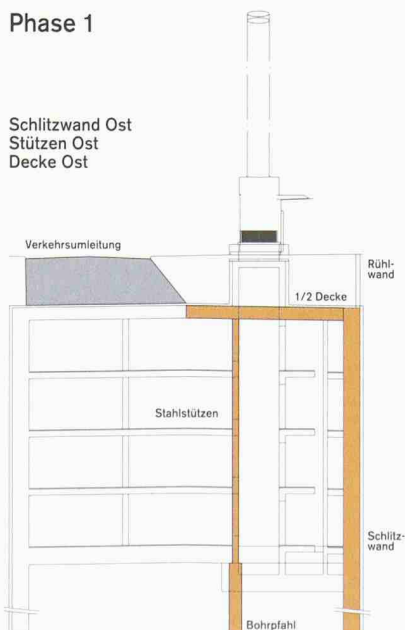 Phase 1
Schlitzwand Ost
Stützen Ost
Decke Ost
Verkehrsumleitung
Rühl-
wand
1/2 Decke
Stahlstützen
Schlitz-
wand
Bohrpfahl